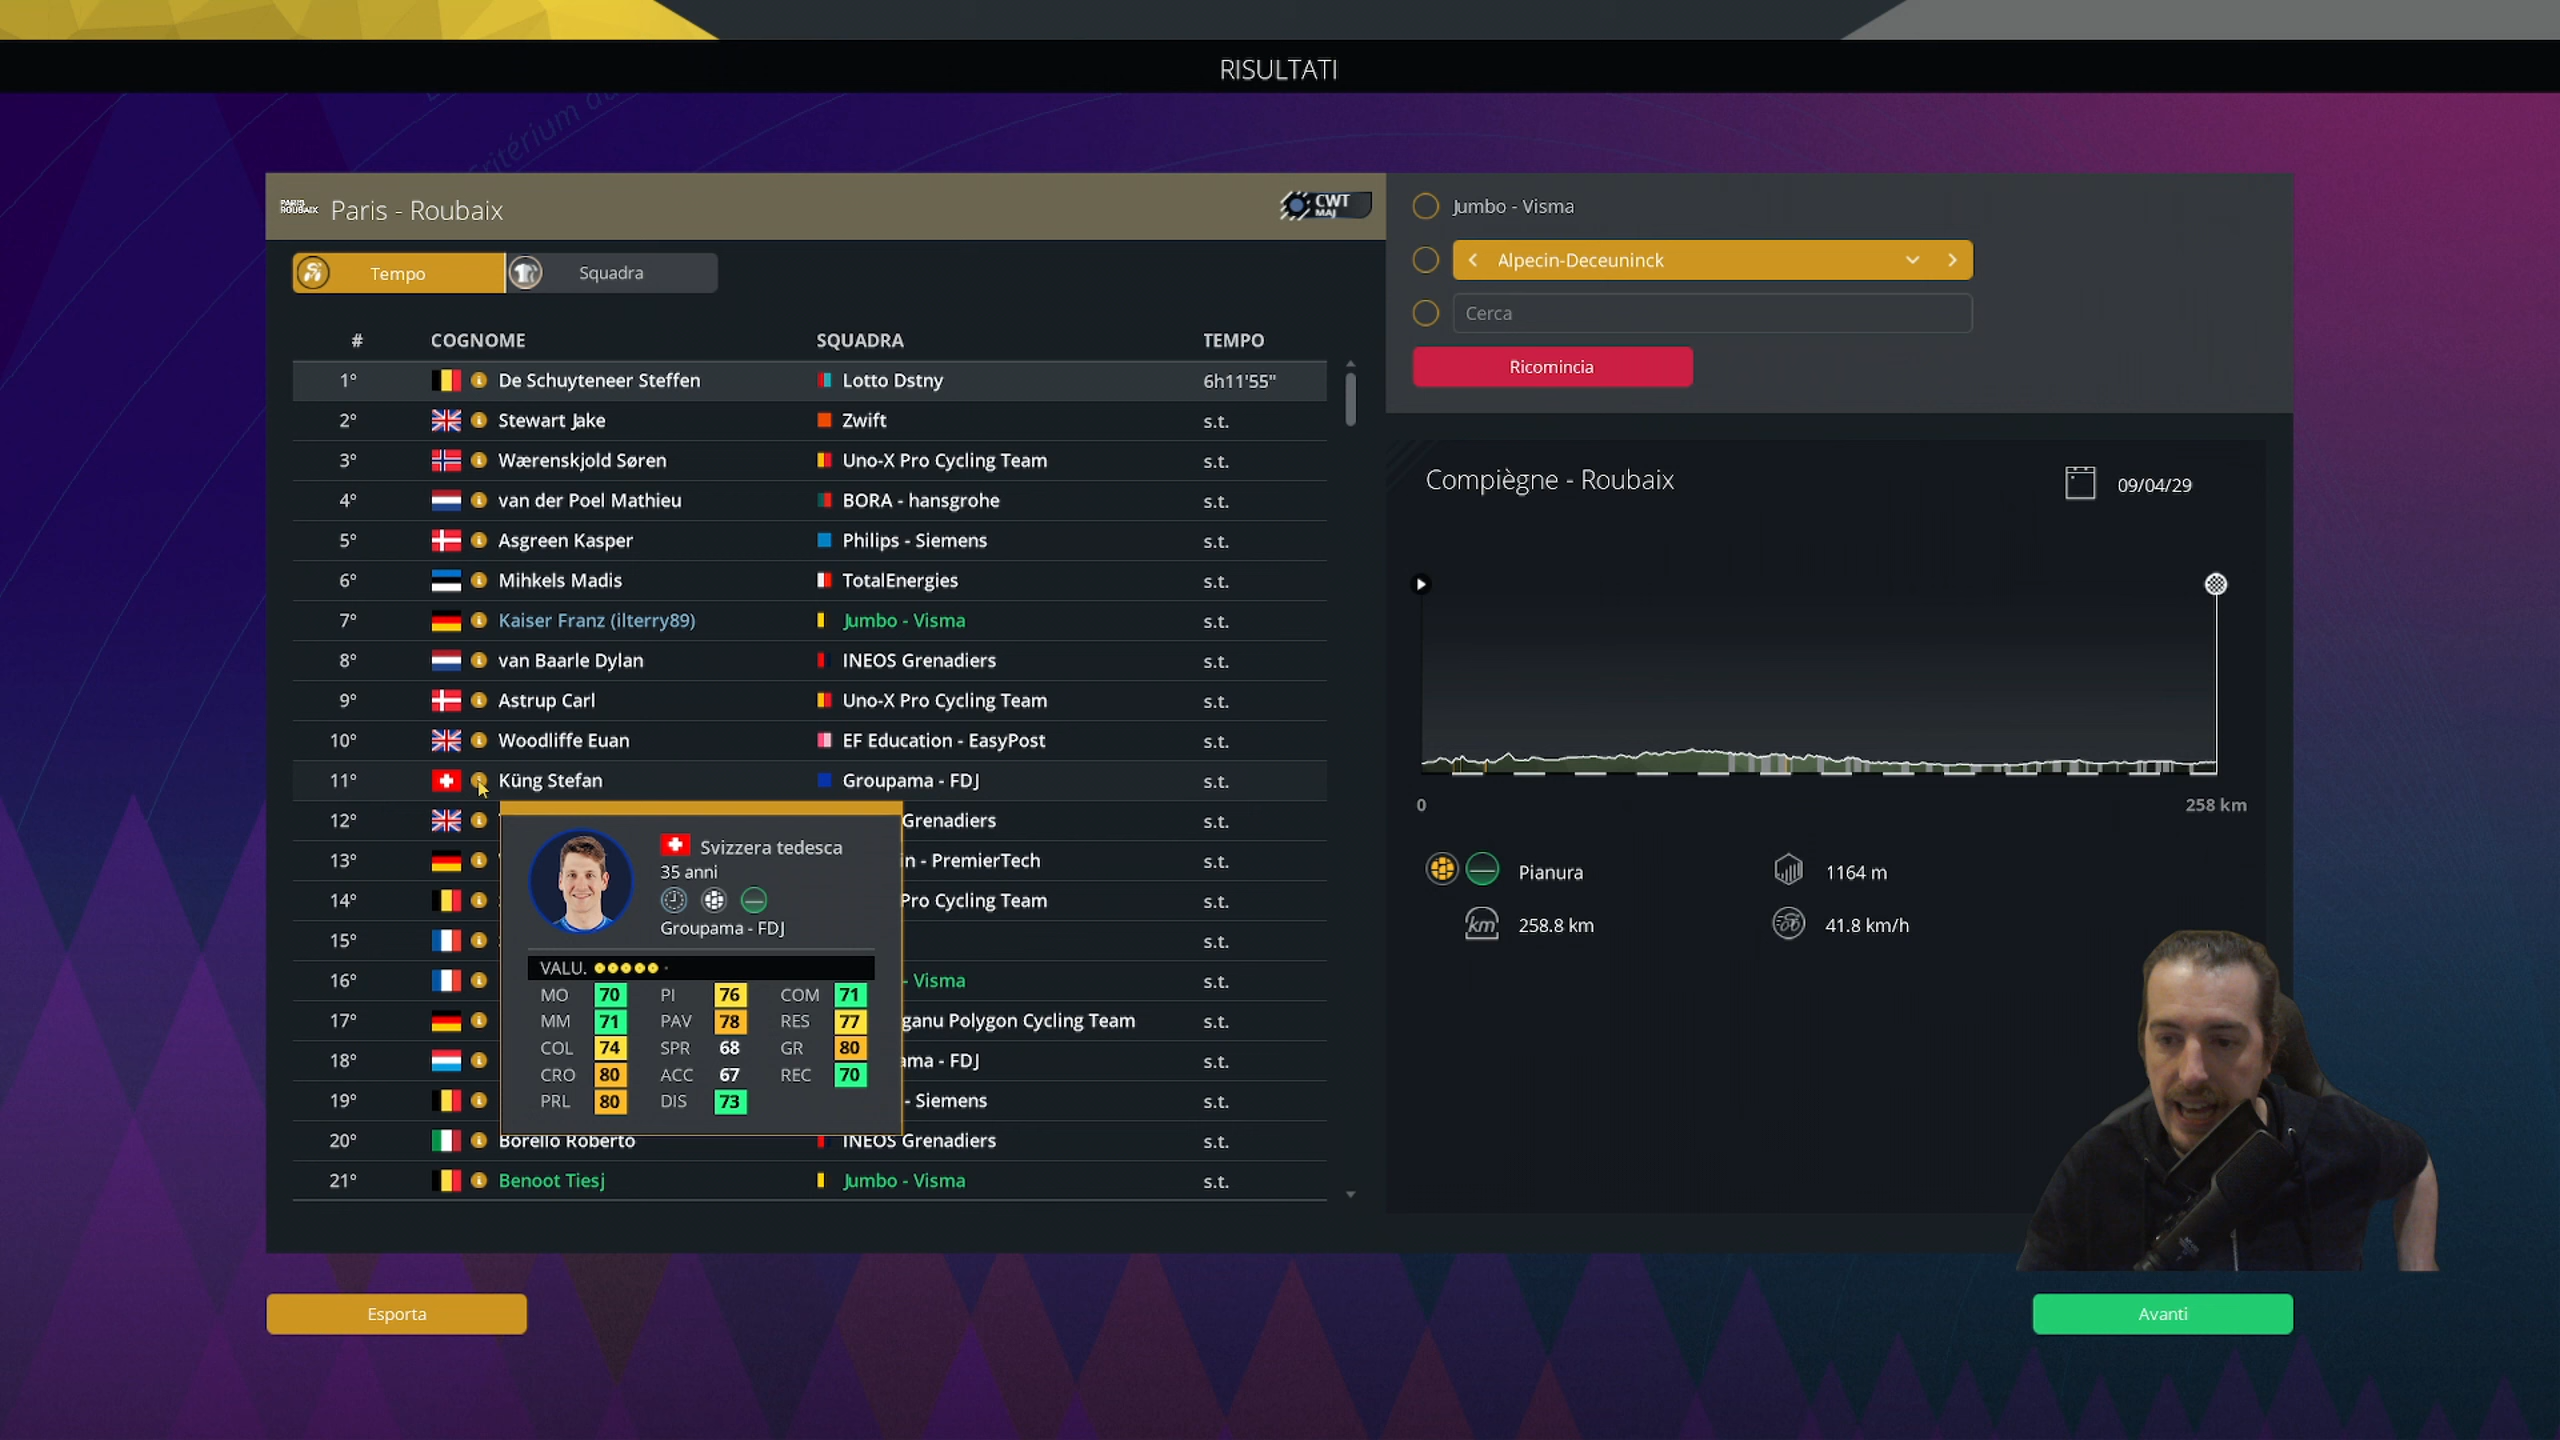 Critérium du
RISULTATI
PARIS ROUBAIX Paris - Roubaix CWT MAJ
Tempo Squadra
# COGNOME SQUADRA TEMPO
1° De Schuyteneer Steffen Lotto Dstny 6h11'55"
2° Stewart Jake Zwift s.t.
3° Wærenskjold Søren Uno-X Pro Cycling Team s.t.
4° van der Poel Mathieu BORA - hansgrohe s.t.
5° Asgreen Kasper Philips - Siemens s.t.
6° Mihkels Madis TotalEnergies s.t.
7° Kaiser Franz (ilterry89) Jumbo - Visma s.t.
8° van Baarle Dylan INEOS Grenadiers s.t.
9° Astrup Carl Uno-X Pro Cycling Team s.t.
10° Woodliffe Euan EF Education - EasyPost s.t.
11° Küng Stefan Groupama - FDJ s.t.
12° Grenadiers s.t.
13° n - PremierTech s.t.
14° Pro Cycling Team s.t.
15° s.t.
16° - Visma s.t.
17° ganu Polygon Cycling Team s.t.
18° ama - FDJ s.t.
19° - Siemens s.t.
20° Borello Roberto INEOS Grenadiers s.t.
21° Benoot Tiesj Jumbo - Visma s.t.
Svizzera tedesca
35 anni
Groupama - FDJ
VALU.
MO 70 PI 76 COM 71
MM 71 PAV 78 RES 77
COL 74 SPR 68 GR 80
CRO 80 ACC 67 REC 70
PRL 80 DIS 73
Jumbo - Visma
Alpecin-Deceuninck
Cerca
Ricomincia
Compiègne - Roubaix 09/04/29
0 258 km
Pianura 1164 m
km 258.8 km 41.8 km/h
Esporta Avanti